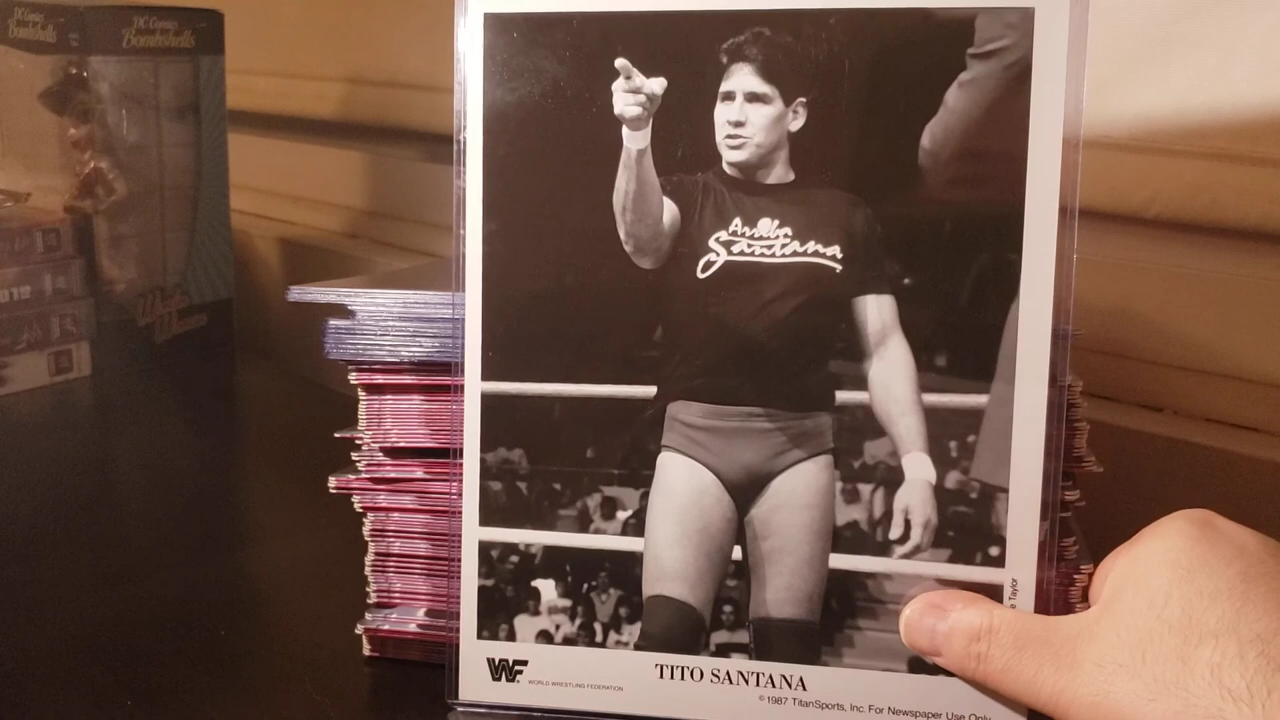 DC Comics
Bombshells
DC Comics
Bombshells
Wonder
Woman
Arriba
Santana
Taylor
WF
WORLD WRESTLING FEDERATION
TITO SANTANA
©1987 TitanSports, Inc. For Newspaper Use Only